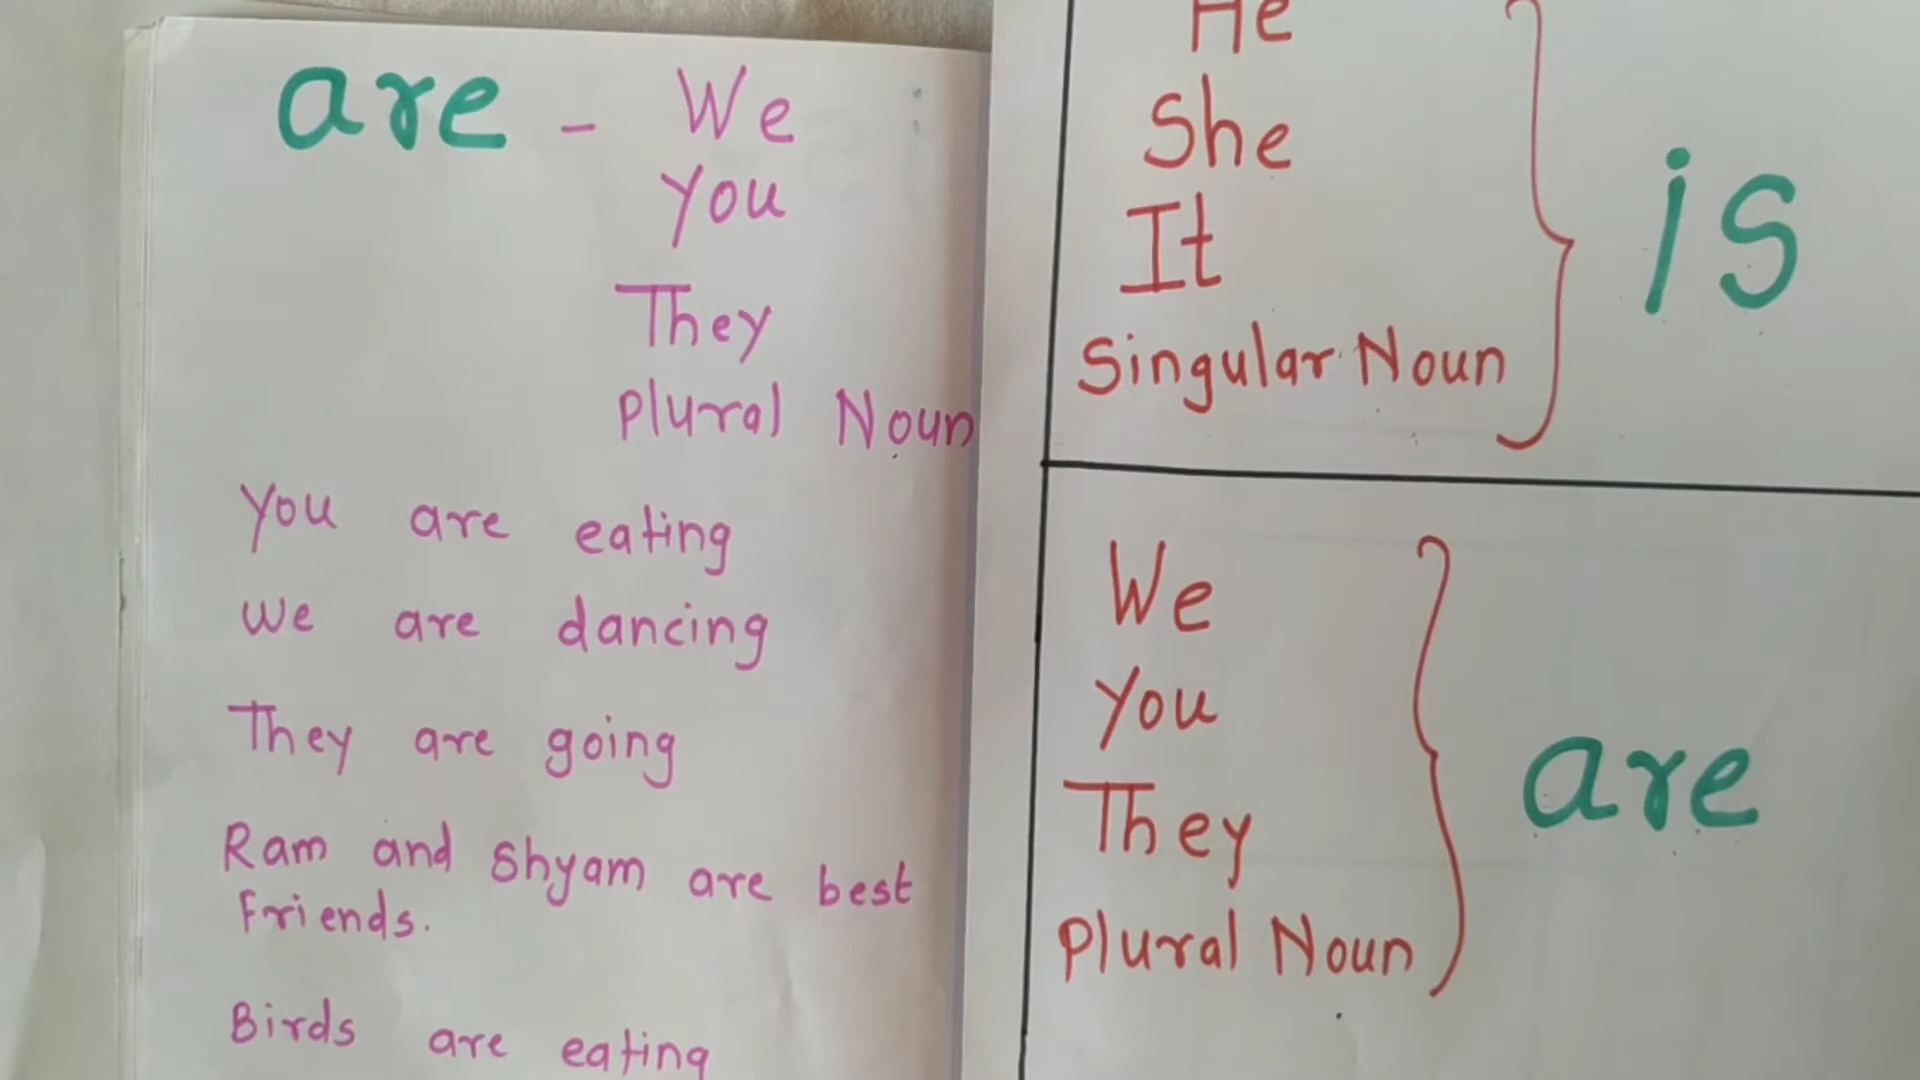 are - We
You
They
Plural Noun
You are eating
We are dancing
They are going
Ram and Shyam are best
Friends.
Birds are eating
He
She
It
Singular Noun
is
We
You
They
Plural Noun
are